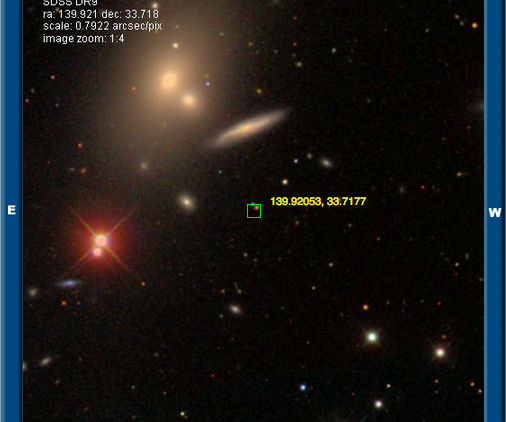 SDSS DR9
ra: 139.921 dec: 33.718
scale: 0.7922 arcsec/pix
image zoom: 1:4
139.92053, 33.7177
E
W